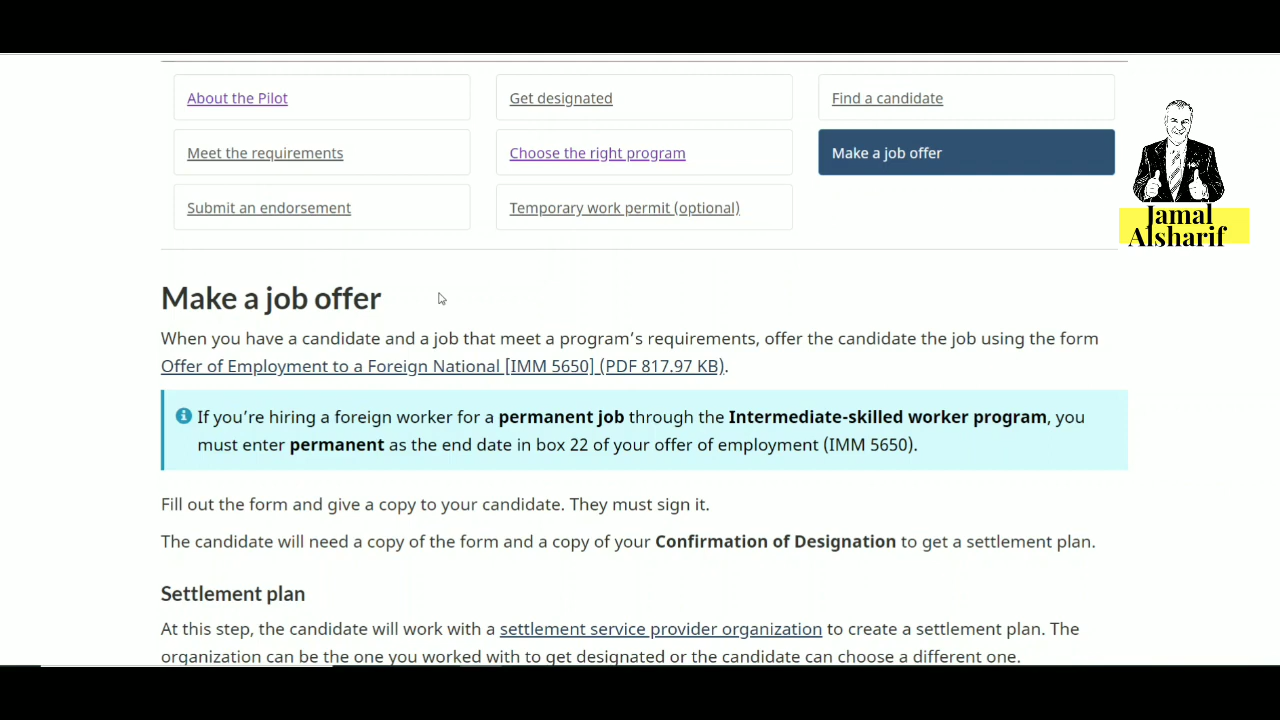 About the Pilot
Get designated
Find a candidate
Meet the requirements
Choose the right program
Make a job offer
Submit an endorsement
Temporary work permit (optional)
Jamal
Alsharif
Make a job offer
When you have a candidate and a job that meet a program’s requirements, offer the candidate the job using the form
Offer of Employment to a Foreign National [IMM 5650] (PDF 817.97 KB).
If you’re hiring a foreign worker for a permanent job through the Intermediate-skilled worker program, you
must enter permanent as the end date in box 22 of your offer of employment (IMM 5650).
Fill out the form and give a copy to your candidate. They must sign it.
The candidate will need a copy of the form and a copy of your Confirmation of Designation to get a settlement plan.
Settlement plan
At this step, the candidate will work with a settlement service provider organization to create a settlement plan. The
organization can be the one you worked with to get designated or the candidate can choose a different one.